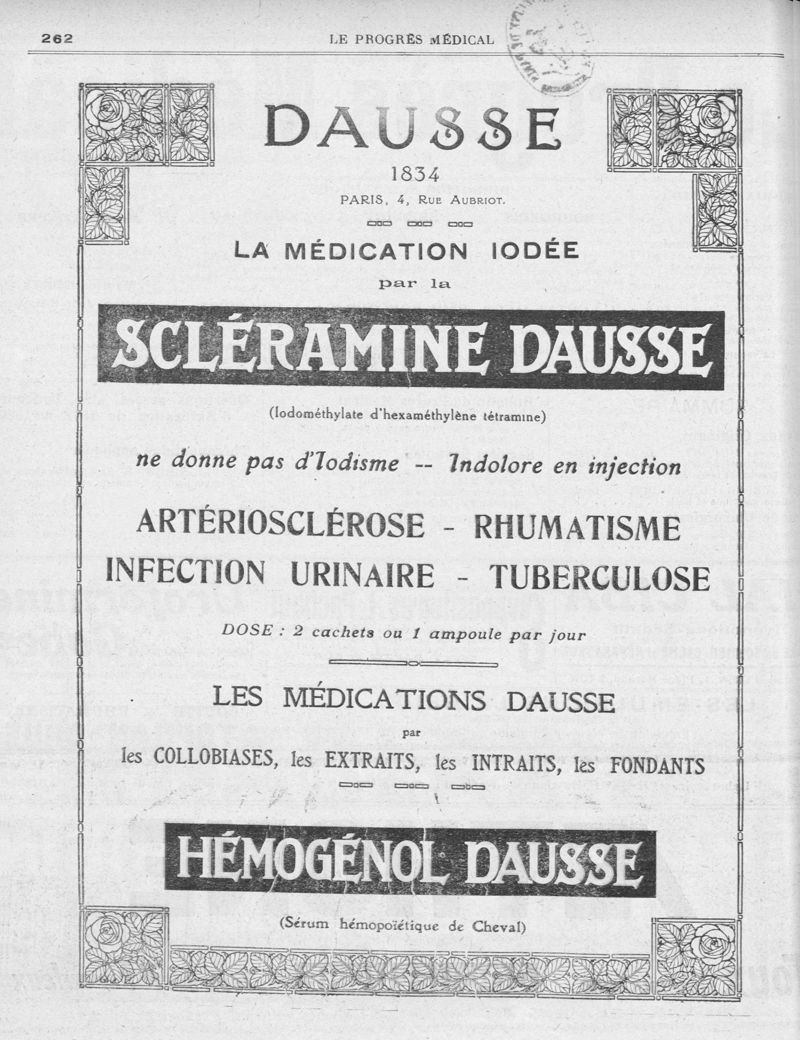 262
LE PROGRÈS MÉDICAL
DAUSSE
1834
PARIS, 4, RUE AUBRIOT.
LA MÉDICATION IODÉE
par la
SCLÉRAMINE DAUSSE
(Iodométhylate d'hexaméthylène tétramine)
ne donne pas d'Iodisme -- Indolore en injection
ARTÉRIOSCLÉROSE - RHUMATISME
INFECTION URINAIRE - TUBERCULOSE
DOSE : 2 cachets ou 1 ampoule par jour
LES MÉDICATIONS DAUSSE
par
les COLLOBIASES, les EXTRAITS, les INTRAITS, les FONDANTS
HÉMOGÉNOL DAUSSE
(Sérum hémopoïétique de Cheval)